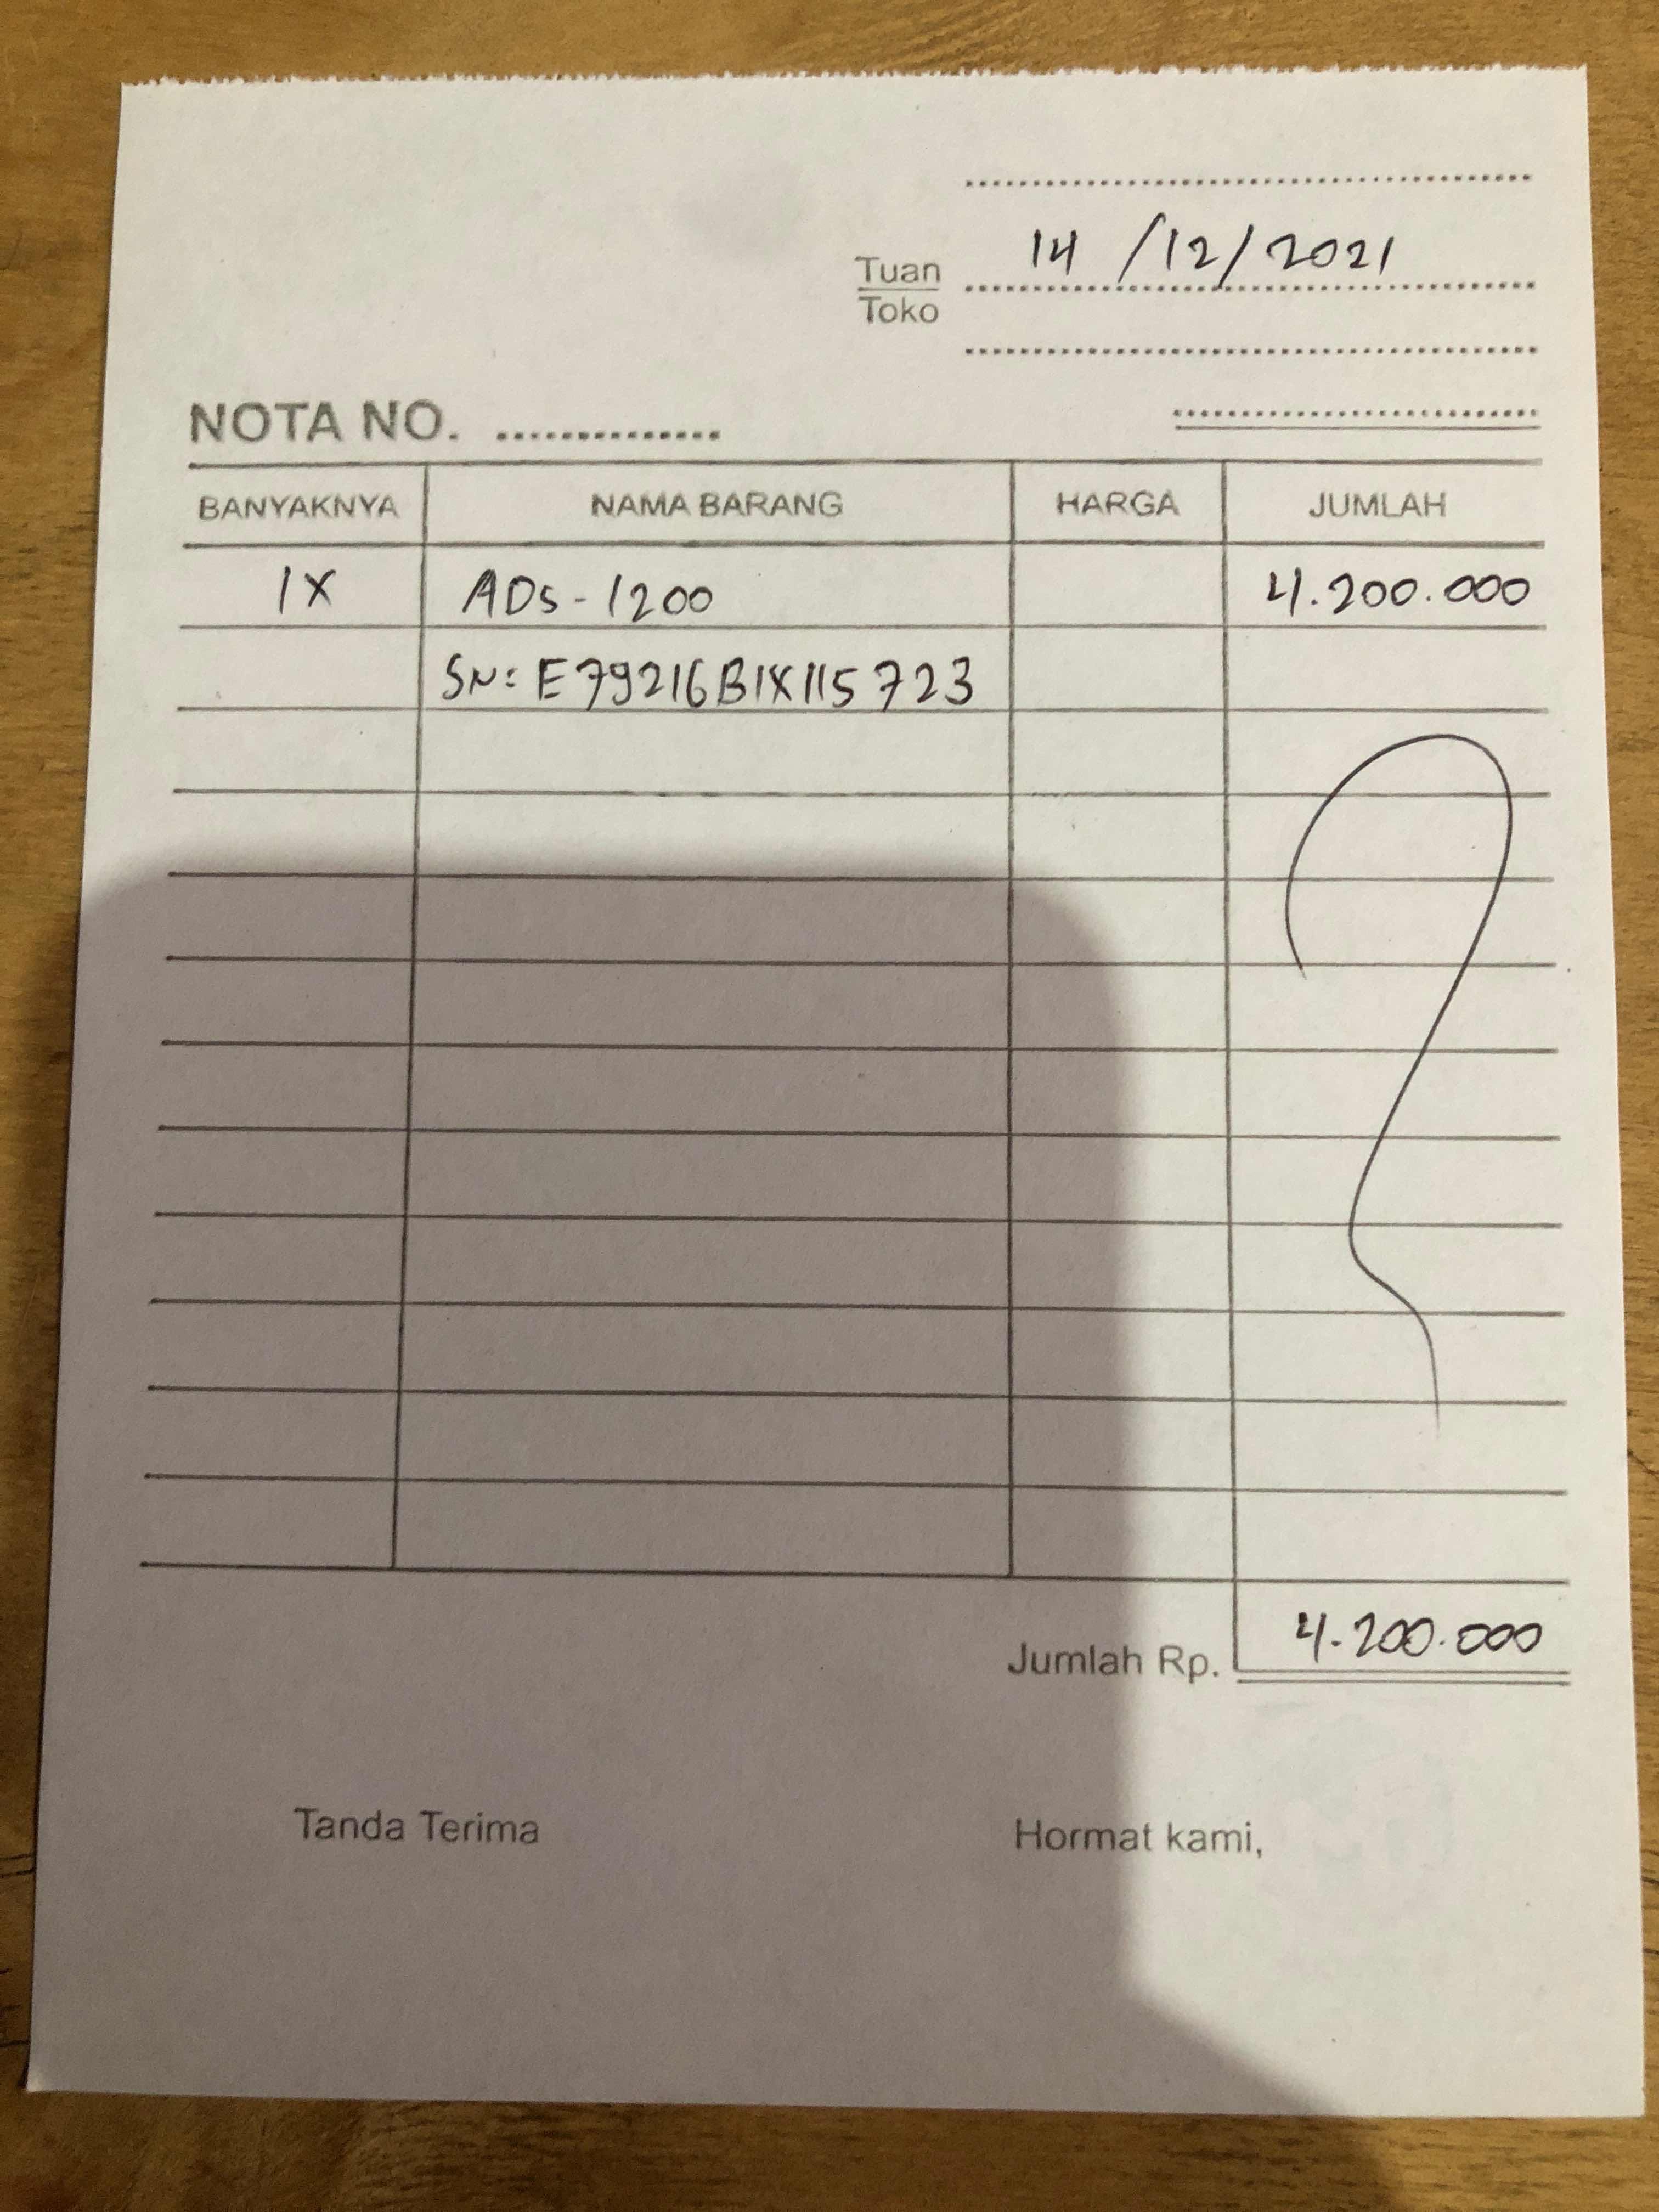 14/12/2021
Tuan
Toko
NOTA NO. ..............
BANYAKNYA NAMA BARANG HARGA JUMLAH
1X ADS-1200 4.200.000
SN: E79216B1X115723
Jumlah Rp. 4.200.000
Tanda Terima Hormat kami,